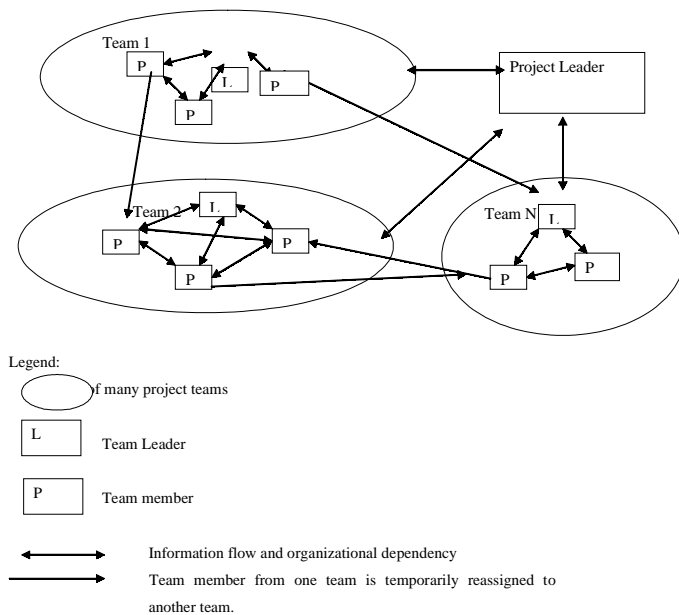 Team 1
Project Leader
P
L
P
P
Team 2
L
P
P
P
Team N
L
P
P
Legend:
of many project teams
L
Team Leader
P
Team member
Information flow and organizational dependency
Team member from one team is temporarily reassigned to
another team.